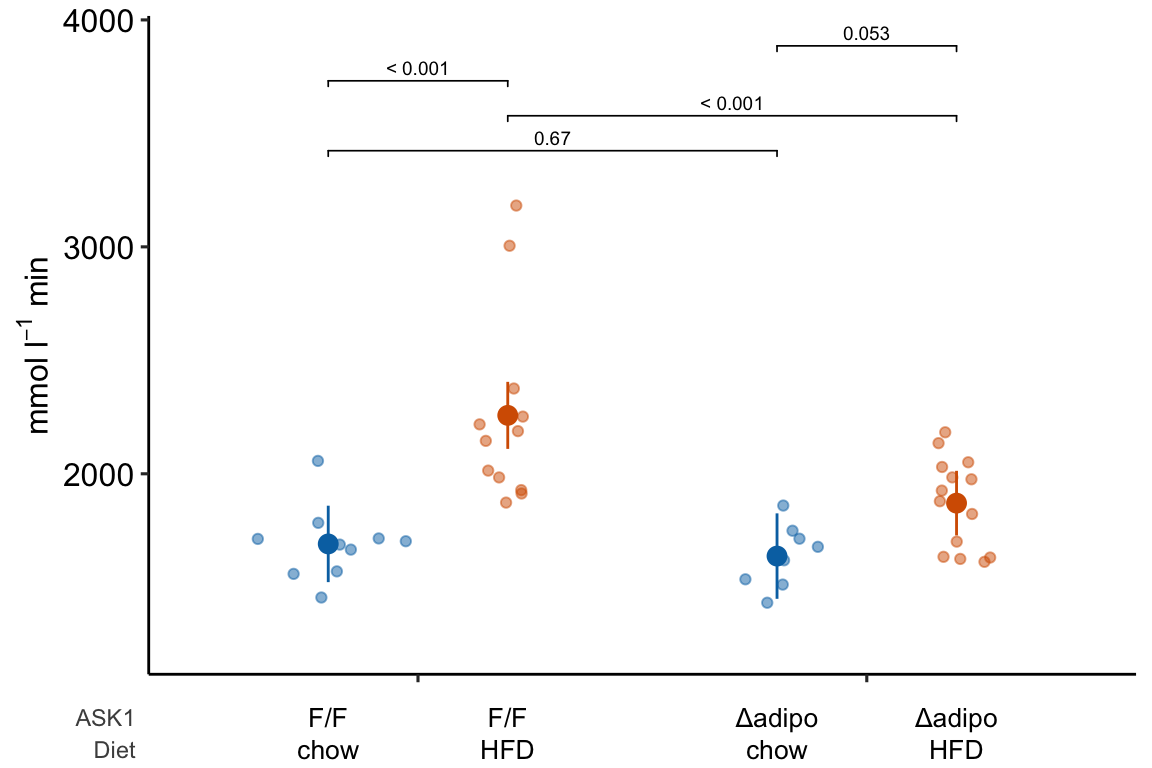 4000
0.053
< 0.001
< 0.001
0.67
3000
mmol l⁻¹ min
2000
ASK1 F/F F/F Δadipo Δadipo
Diet chow HFD chow HFD